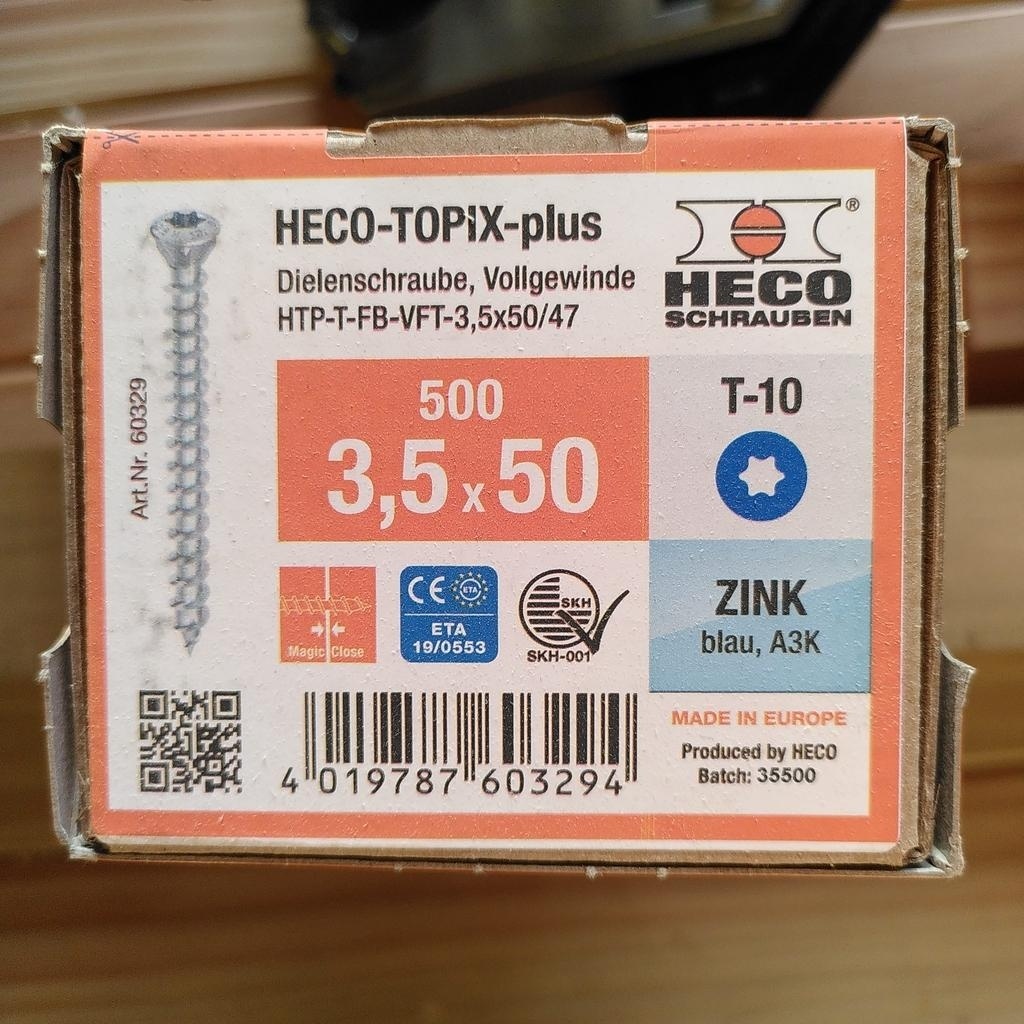 HECO-TOPIX-plus
Dielenschraube, Vollgewinde
HTP-T-FB-VFT-3,5x50/47
HECO
SCHRAUBEN
®
Art.Nr. 60329
500
3,5 x 50
T-10
ZINK
blau, A3K
Magic Close
CE
ETA
ETA
19/0553
SKH
SKH-001
4 019787 603294
MADE IN EUROPE
Produced by HECO
Batch: 35500